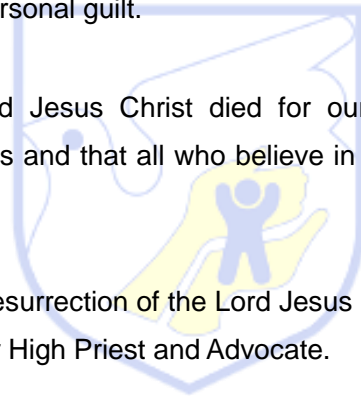 rsonal guilt.
d Jesus Christ died for our
s and that all who believe in
esurrection of the Lord Jesus
High Priest and Advocate.